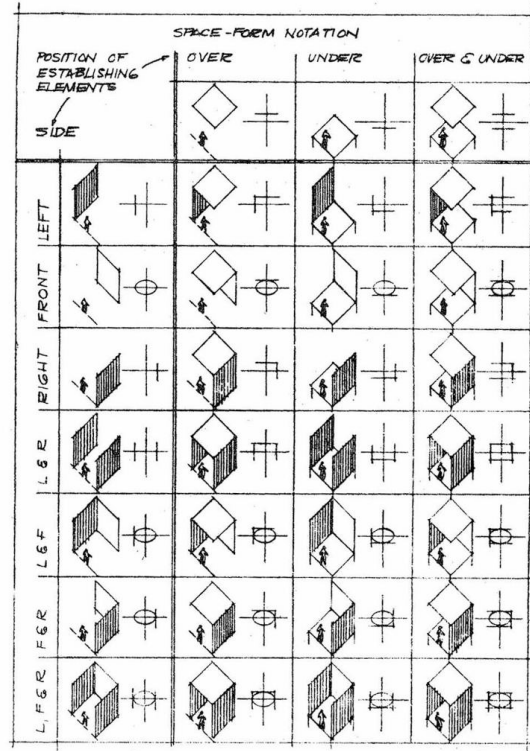 SPACE-FORM NOTATION
POSITION OF
ESTABLISHING
ELEMENTS
OVER
UNDER
OVER & UNDER
SIDE
LEFT
FRONT
RIGHT
L&R
L&F
F&R
L, F&R